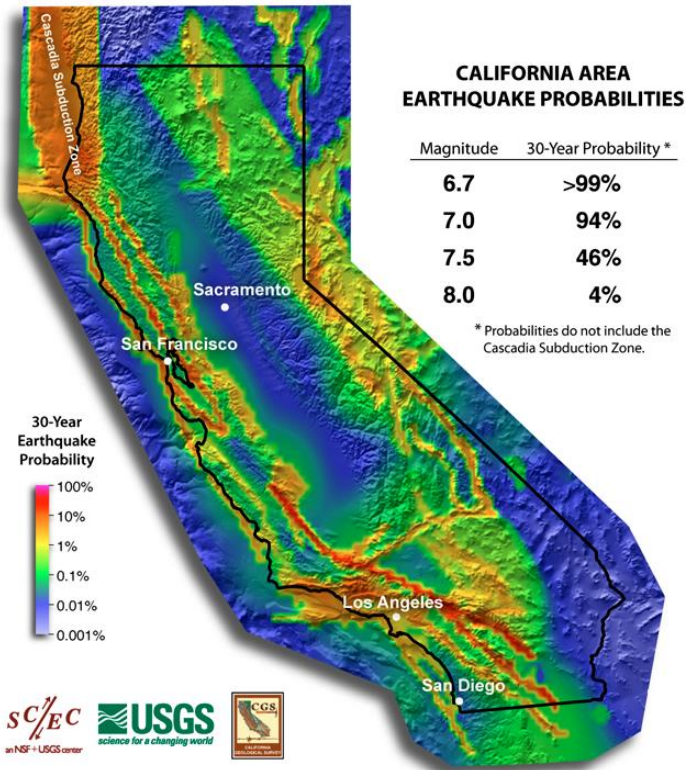 Cascadia Subduction Zone
CALIFORNIA AREA
EARTHQUAKE PROBABILITIES
Magnitude 30-Year Probability *
6.7 >99%
7.0 94%
7.5 46%
8.0 4%
* Probabilities do not include the
Cascadia Subduction Zone.
Sacramento
San Francisco
30-Year
Earthquake
Probability
100%
10%
1%
0.1%
0.01%
0.001%
Los Angeles
San Diego
SC/EC
an NSF+USGS center
USGS
science for a changing world
CGS
CALIFORNIA
GEOLOGICAL SURVEY